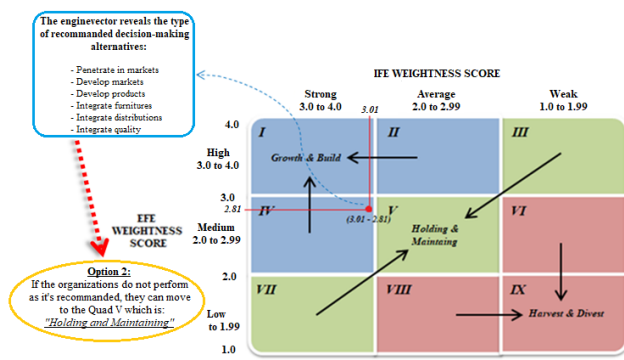 The enginevector reveals the type
of recommanded decision-making
alternatives:
- Penetrate in markets
- Develop markets
- Develop products
- Integrate furnitures
- Integrate distributions
- Integrate quality
IFE WEIGHTNESS SCORE
Strong
3.0 to 4.0
3.01
Average
2.0 to 2.99
Weak
1.0 to 1.99
4.0
High
3.0 to 4.0
3.0
2.81
EFE
WEIGHTNESS
SCORE
Medium
2.0 to 2.99
2.0
Low
to 1.99
1.0
I
Growth & Build
II
III
IV
(3.01 - 2.81)
V
Holding &
Maintaing
VI
VII
VIII
IX
Harvest & Divest
Option 2:
If the organizations do not perform
as it's recommanded, they can move
to the Quad V which is:
"Holding and Maintaining"